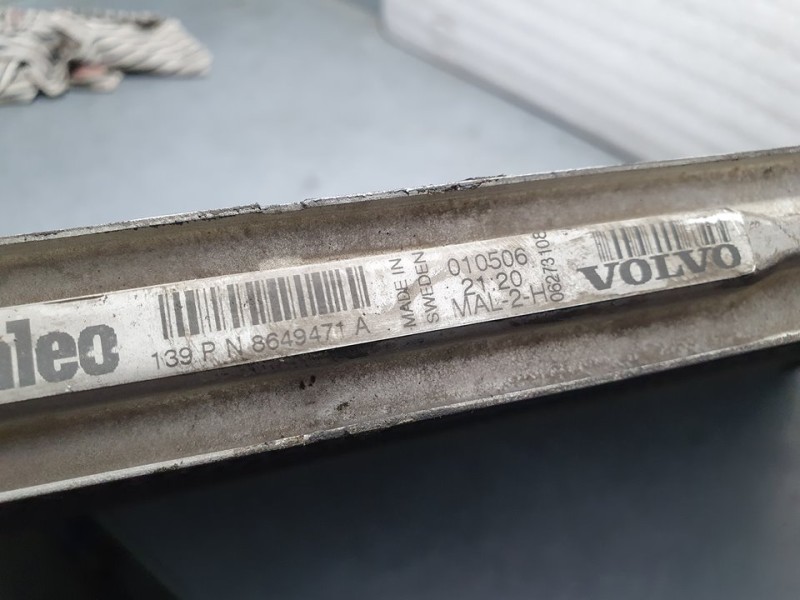 aleo
139 P N 8649471 A
MADE IN
SWEDEN
010506
21.20
MAL-2-H
06273108
VOLVO